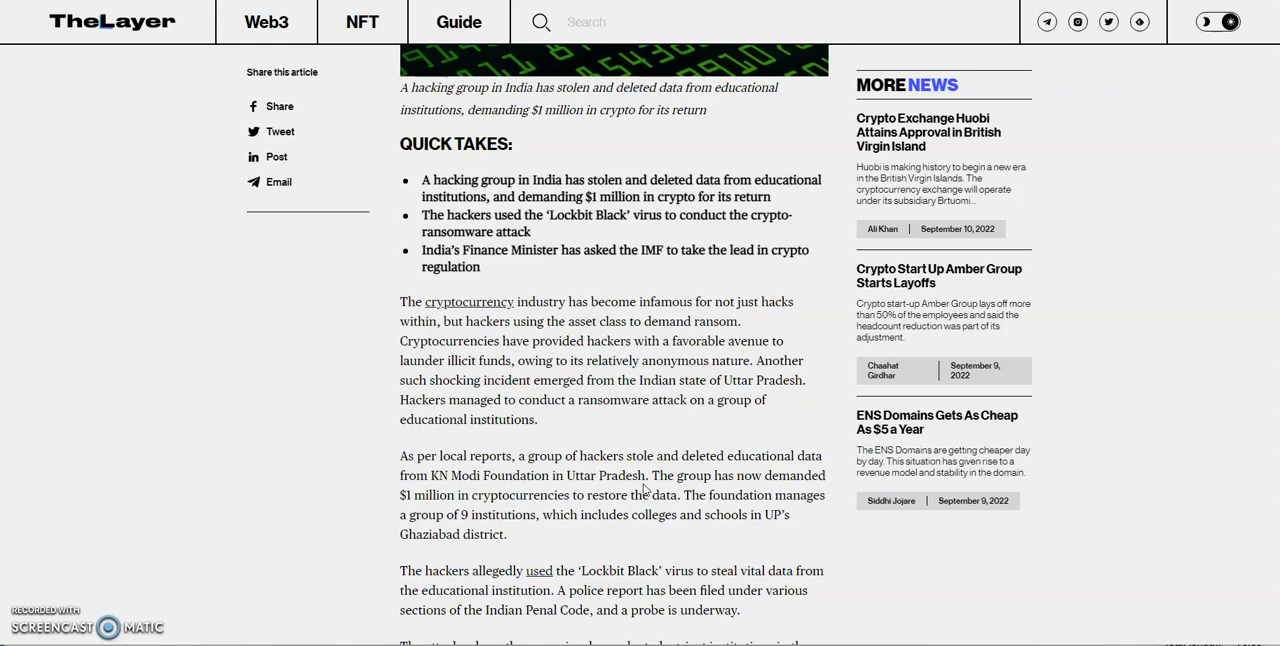 TheLayer
Web3
NFT
Guide
Search
Share this article
Share
Tweet
Post
Email
A hacking group in India has stolen and deleted data from educational
institutions, demanding $1 million in crypto for its return
QUICK TAKES:
A hacking group in India has stolen and deleted data from educational
institutions, and demanding $1 million in crypto for its return
The hackers used the ‘Lockbit Black’ virus to conduct the crypto-
ransomware attack
India’s Finance Minister has asked the IMF to take the lead in crypto
regulation
The cryptocurrency industry has become infamous for not just hacks
within, but hackers using the asset class to demand ransom.
Cryptocurrencies have provided hackers with a favorable avenue to
launder illicit funds, owing to its relatively anonymous nature. Another
such shocking incident emerged from the Indian state of Uttar Pradesh.
Hackers managed to conduct a ransomware attack on a group of
educational institutions.
As per local reports, a group of hackers stole and deleted educational data
from KN Modi Foundation in Uttar Pradesh. The group has now demanded
$1 million in cryptocurrencies to restore the data. The foundation manages
a group of 9 institutions, which includes colleges and schools in UP’s
Ghaziabad district.
The hackers allegedly used the ‘Lockbit Black’ virus to steal vital data from
the educational institution. A police report has been filed under various
sections of the Indian Penal Code, and a probe is underway.
MORE NEWS
Crypto Exchange Huobi
Attains Approval in British
Virgin Island
Huobi is making history to begin a new era
in the British Virgin Islands. The
cryptocurrency exchange will operate
under its subsidiary Brtuomi...
Ali Khan | September 10, 2022
Crypto Start Up Amber Group
Starts Layoffs
Crypto start-up Amber Group lays off more
than 50% of the employees and said the
headcount reduction was part of its
adjustment.
Chaahat
Girdhar
September 9,
2022
ENS Domains Gets As Cheap
As $5 a Year
The ENS Domains are getting cheaper day
by day. This situation has given rise to a
revenue model and stability in the domain.
Siddhi Jojare | September 9, 2022
RECORDED WITH
SCREENCAST MATIC